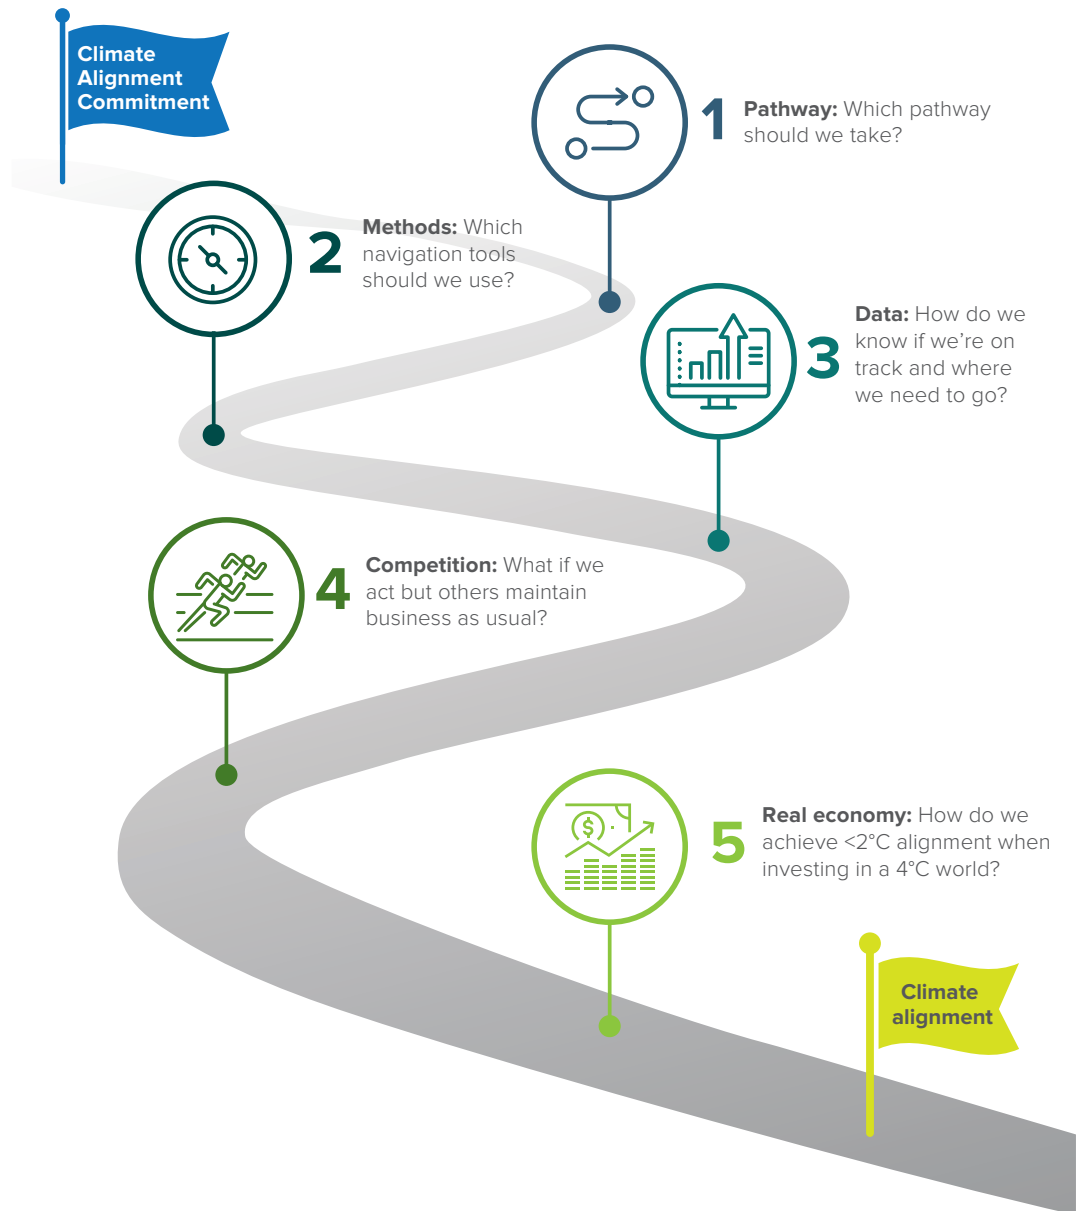 Climate
Alignment
Commitment
1
Pathway: Which pathway
should we take?
2
Methods: Which
navigation tools
should we use?
3
Data: How do we
know if we’re on
track and where
we need to go?
4
Competition: What if we
act but others maintain
business as usual?
$
5
Real economy: How do we
achieve <2°C alignment when
investing in a 4°C world?
Climate
alignment